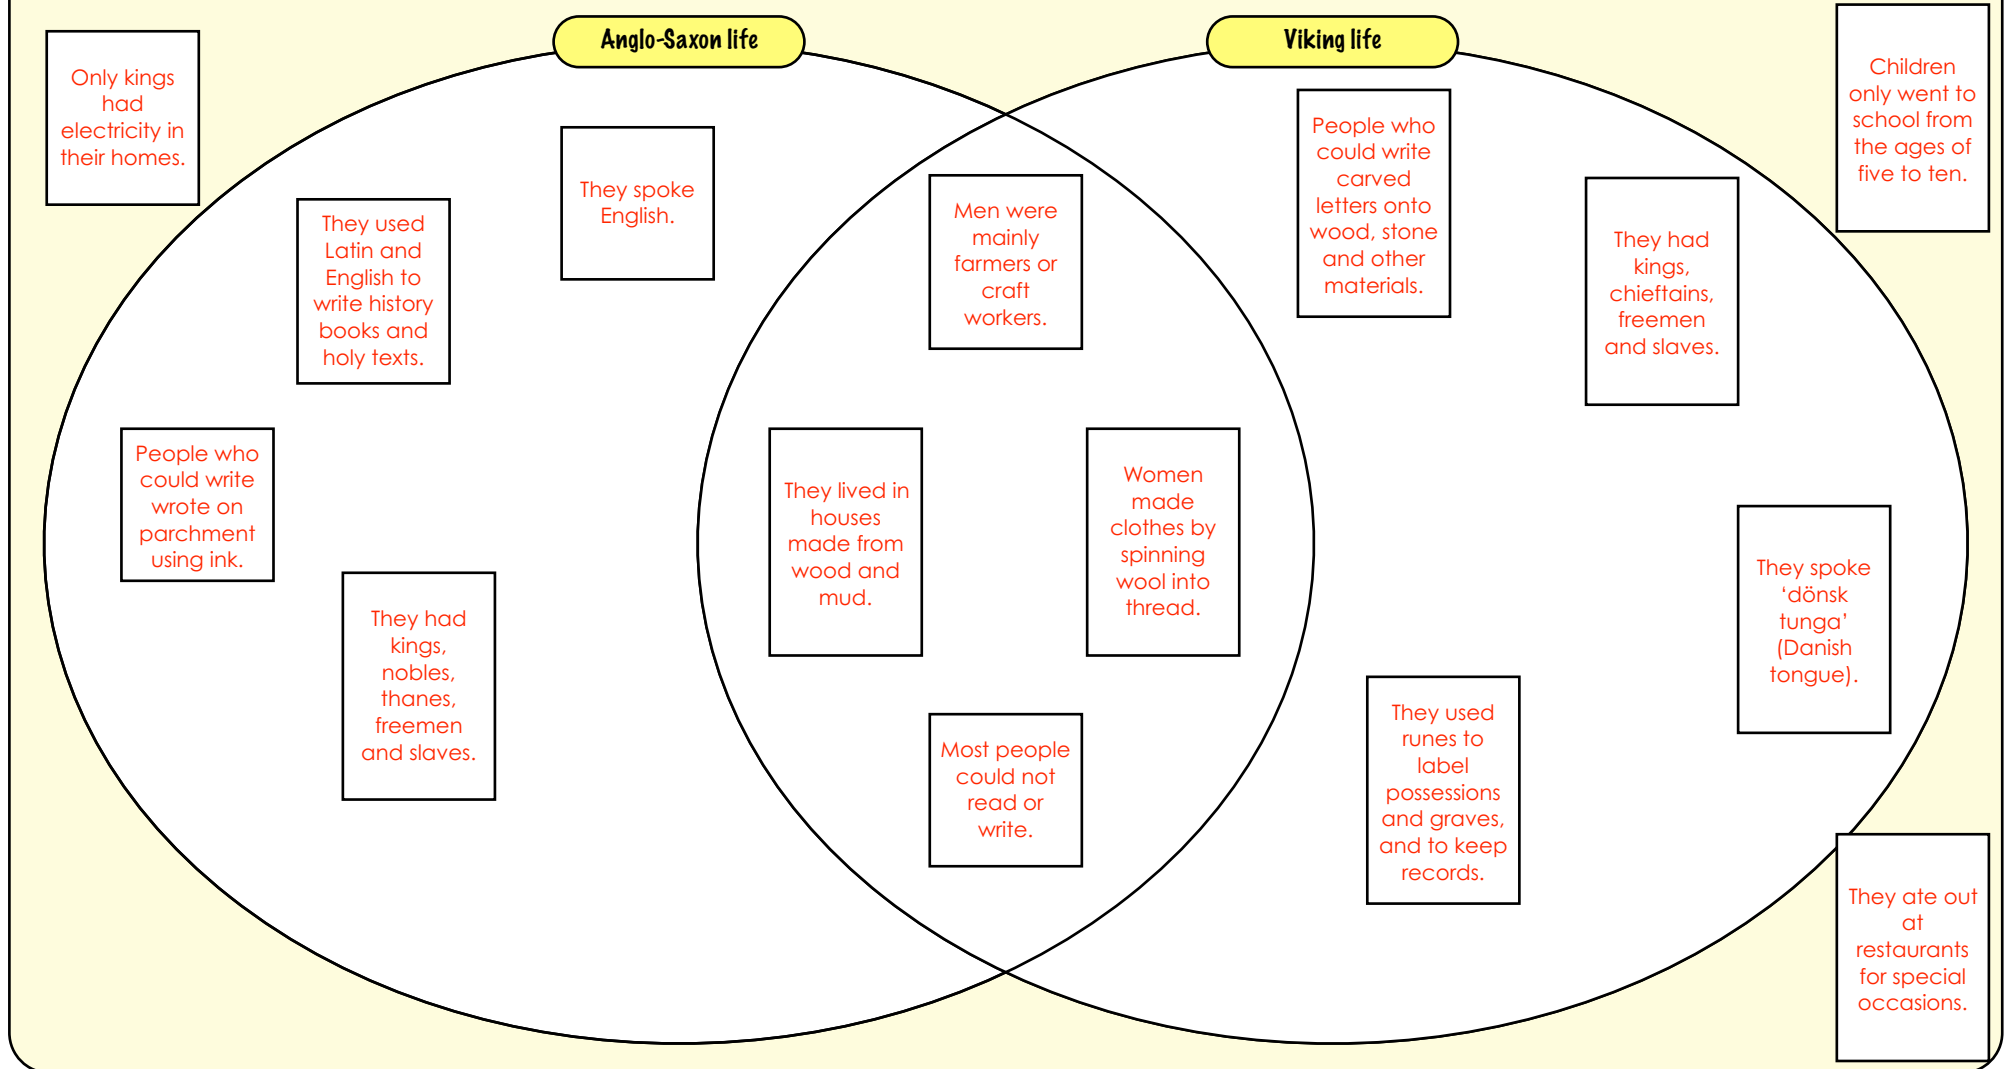 Anglo-Saxon life
Viking life
Only kings
had
electricity in
their homes.
They used
Latin and
English to
write history
books and
holy texts.
They spoke
English.
People who
could write
wrote on
parchment
using ink.
They had
kings,
nobles,
thanes,
freemen
and slaves.
Men were
mainly
farmers or
craft
workers.
They lived in
houses
made from
wood and
mud.
Women
made
clothes by
spinning
wool into
thread.
Most people
could not
read or
write.
People who
could write
carved
letters onto
wood, stone
and other
materials.
They had
kings,
chieftains,
freemen
and slaves.
They spoke
‘dönsk
tunga’
(Danish
tongue).
They used
runes to
label
possessions
and graves,
and to keep
records.
Children
only went to
school from
the ages of
five to ten.
They ate out
at
restaurants
for special
occasions.